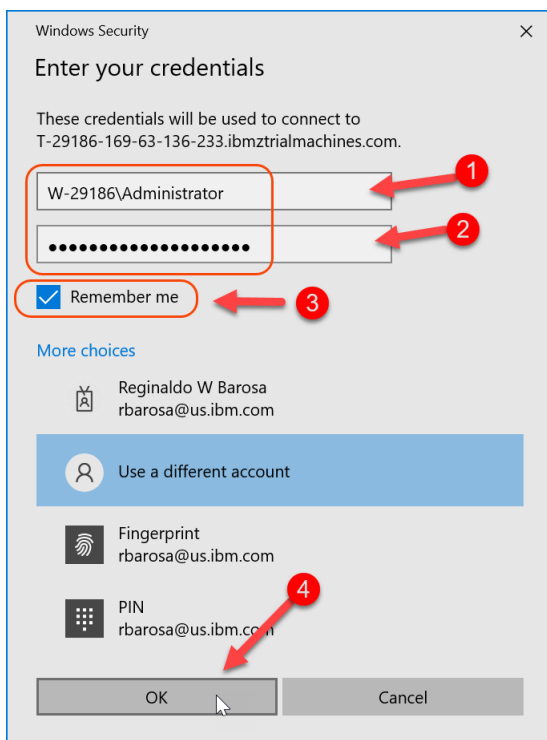 Windows Security
Enter your credentials
These credentials will be used to connect to
T-29186-169-63-136-233.ibmztrialmachines.com.
W-29186\Administrator
1
●●●●●●●●●●●●●●●●●●●●
2
Remember me
3
More choices
Reginaldo W Barosa
rbarosa@us.ibm.com
Use a different account
Fingerprint
rbarosa@us.ibm.com
PIN
rbarosa@us.ibm.com
4
OK
Cancel